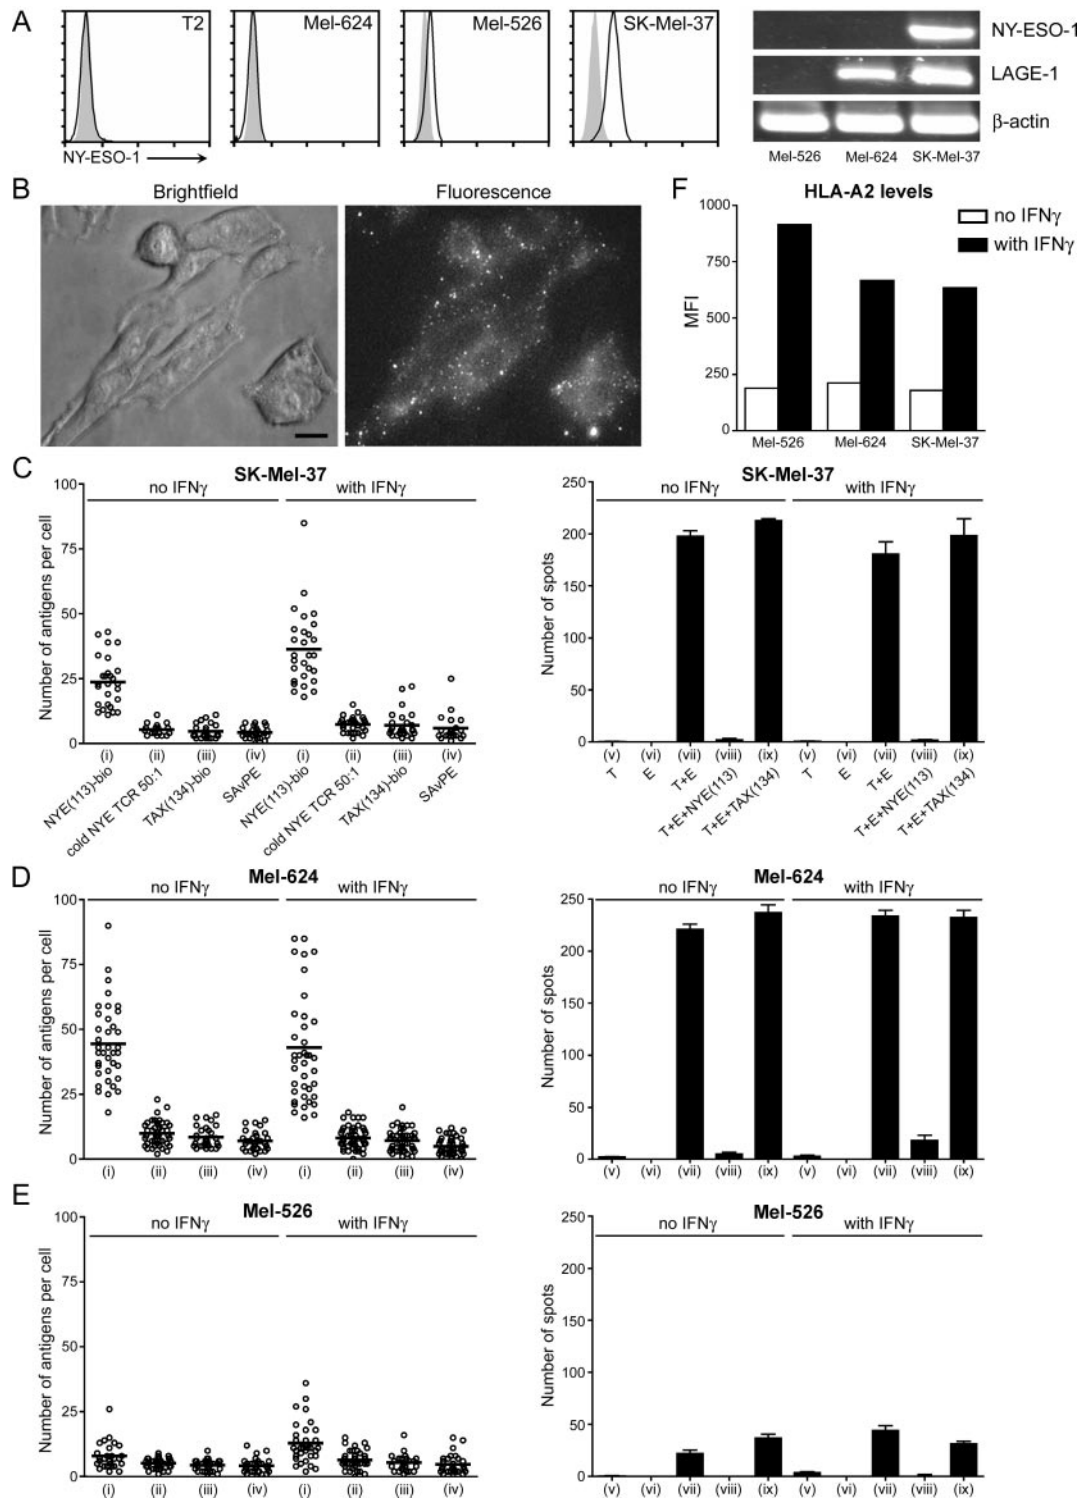 A
T2
Mel-624
Mel-526
SK-Mel-37
NY-ESO-1
NY-ESO-1
LAGE-1
β-actin
Mel-526 Mel-624 SK-Mel-37
B
Brightfield
Fluorescence
F
HLA-A2 levels
no IFNγ
with IFNγ
MFI
1000
750
500
250
0
Mel-526 Mel-624 SK-Mel-37
C
SK-Mel-37
no IFNγ with IFNγ
Number of antigens per cell
100
75
50
25
0
(i) (ii) (iii) (iv) (i) (ii) (iii) (iv)
NYE(113)-bio
cold NYE TCR 50:1
TAX(134)-bio
SAvPE
NYE(113)-bio
cold NYE TCR 50:1
TAX(134)-bio
SAvPE
SK-Mel-37
no IFNγ with IFNγ
Number of spots
250
200
150
100
50
0
(v) (vi) (vii) (viii) (ix) (v) (vi) (vii) (viii) (ix)
T
E
T+E
T+E+NYE(113)
T+E+TAX(134)
T
E
T+E
T+E+NYE(113)
T+E+TAX(134)
D
Mel-624
no IFNγ with IFNγ
Number of antigens per cell
100
75
50
25
0
(i) (ii) (iii) (iv) (i) (ii) (iii) (iv)
Mel-624
no IFNγ with IFNγ
Number of spots
250
200
150
100
50
0
(v) (vi) (vii) (viii) (ix) (v) (vi) (vii) (viii) (ix)
E
Mel-526
no IFNγ with IFNγ
Number of antigens per cell
100
75
50
25
0
(i) (ii) (iii) (iv) (i) (ii) (iii) (iv)
Mel-526
no IFNγ with IFNγ
Number of spots
250
200
150
100
50
0
(v) (vi) (vii) (viii) (ix) (v) (vi) (vii) (viii) (ix)